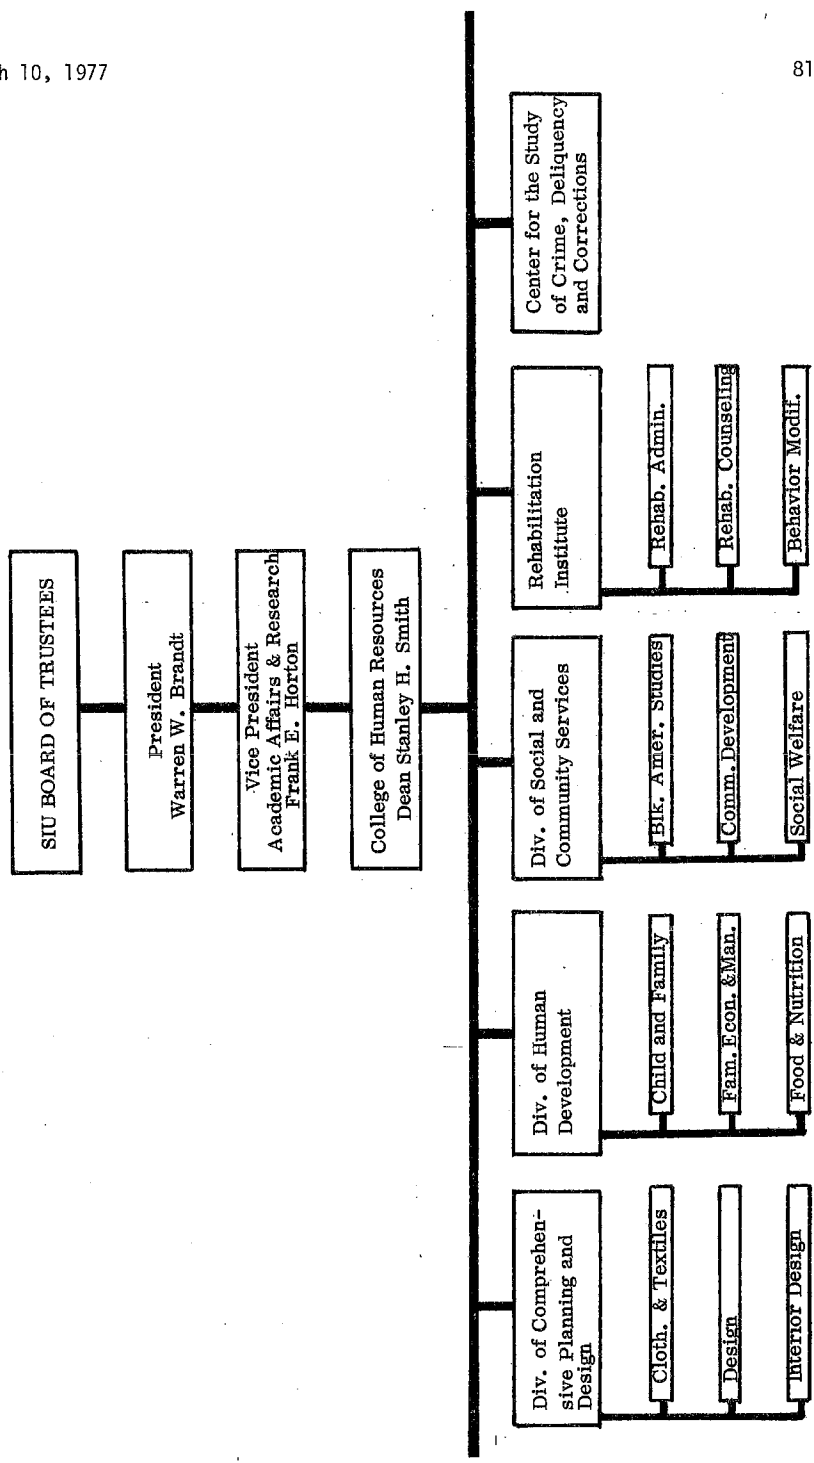 h 10, 1977
81
SIU BOARD OF TRUSTEES
President
Warren W. Brandt
Vice President
Academic Affairs & Research
Frank E. Horton
College of Human Resources
Dean Stanley H. Smith
Div. of Comprehen-
sive Planning and
Design
Cloth. & Textiles
Design
Interior Design
Div. of Human
Development
Child and Family
Fam. Econ. &Man.
Food & Nutrition
Div. of Social and
Community Services
Blk. Amer. Studies
Comm. Development
Social Welfare
Rehabilitation
Institute
Rehab. Admin.
Rehab. Counseling
Behavior Modif.
Center for the Study
of Crime, Deliquency
and Corrections